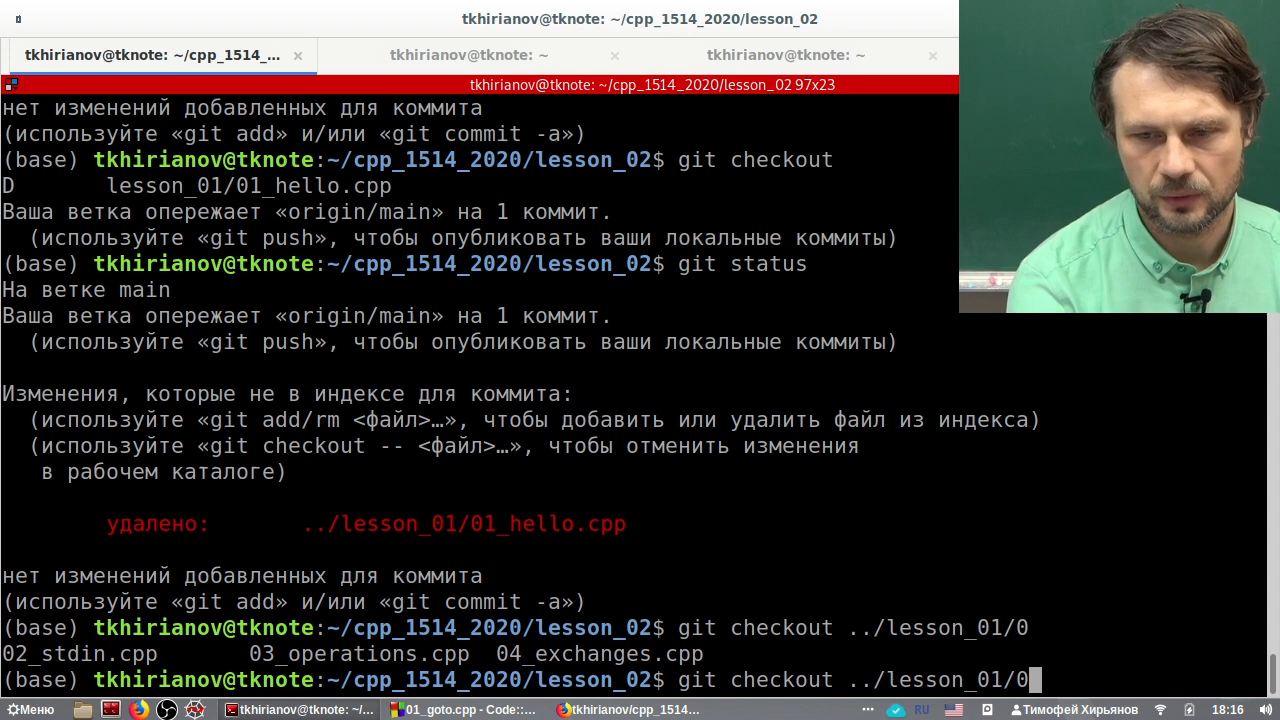 tkhirianov@tknote: ~/cpp_1514_2020/lesson_02
tkhirianov@tknote: ~/cpp_1514_... ×
tkhirianov@tknote: ~ ×
tkhirianov@tknote: ~ ×
tkhirianov@tknote: ~/cpp_1514_2020/lesson_02 97x23
нет изменений добавленных для коммита
(используйте «git add» и/или «git commit -a»)
(base) tkhirianov@tknote:~/cpp_1514_2020/lesson_02$ git checkout
D       lesson_01/01_hello.cpp
Ваша ветка опережает «origin/main» на 1 коммит.
  (используйте «git push», чтобы опубликовать ваши локальные коммиты)
(base) tkhirianov@tknote:~/cpp_1514_2020/lesson_02$ git status
На ветке main
Ваша ветка опережает «origin/main» на 1 коммит.
  (используйте «git push», чтобы опубликовать ваши локальные коммиты)
Изменения, которые не в индексе для коммита:
  (используйте «git add/rm <файл>…», чтобы добавить или удалить файл из индекса)
  (используйте «git checkout -- <файл>…», чтобы отменить изменения
   в рабочем каталоге)
        удалено:       ../lesson_01/01_hello.cpp
нет изменений добавленных для коммита
(используйте «git add» и/или «git commit -a»)
(base) tkhirianov@tknote:~/cpp_1514_2020/lesson_02$ git checkout ../lesson_01/0
02_stdin.cpp       03_operations.cpp  04_exchanges.cpp
(base) tkhirianov@tknote:~/cpp_1514_2020/lesson_02$ git checkout ../lesson_01/0
Меню tkhirianov@tknote: ~/... 01_goto.cpp - Code::... tkhirianov/cpp_1514... RU Тимофей Хирьянов 18:16